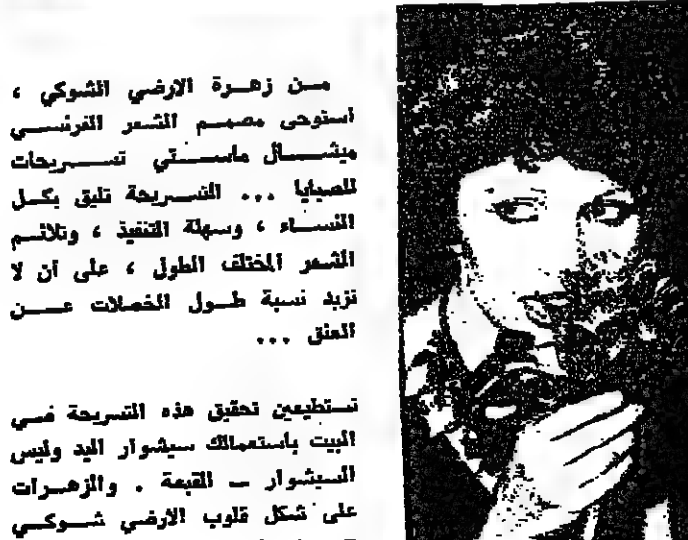 من زهرة الارضي الشوكي ،
استوحى مصمم الشعر الفرنسي
ميشال ماستي تسريحات
للصبايا ... التسريحة تليق بكل
النساء ، وسهلة التنفيذ ، وتلائم
الشعر المختلف الطول ، على ان لا
تزيد نسبة طول الخصلات عن
العنق ...
تستطيعين تحقيق هذه التسريحة في
البيت باستعمالك سيشوار اليد وليس
السيشوار – القبعة . والزهرات
على شكل قلوب الارضي شوكي